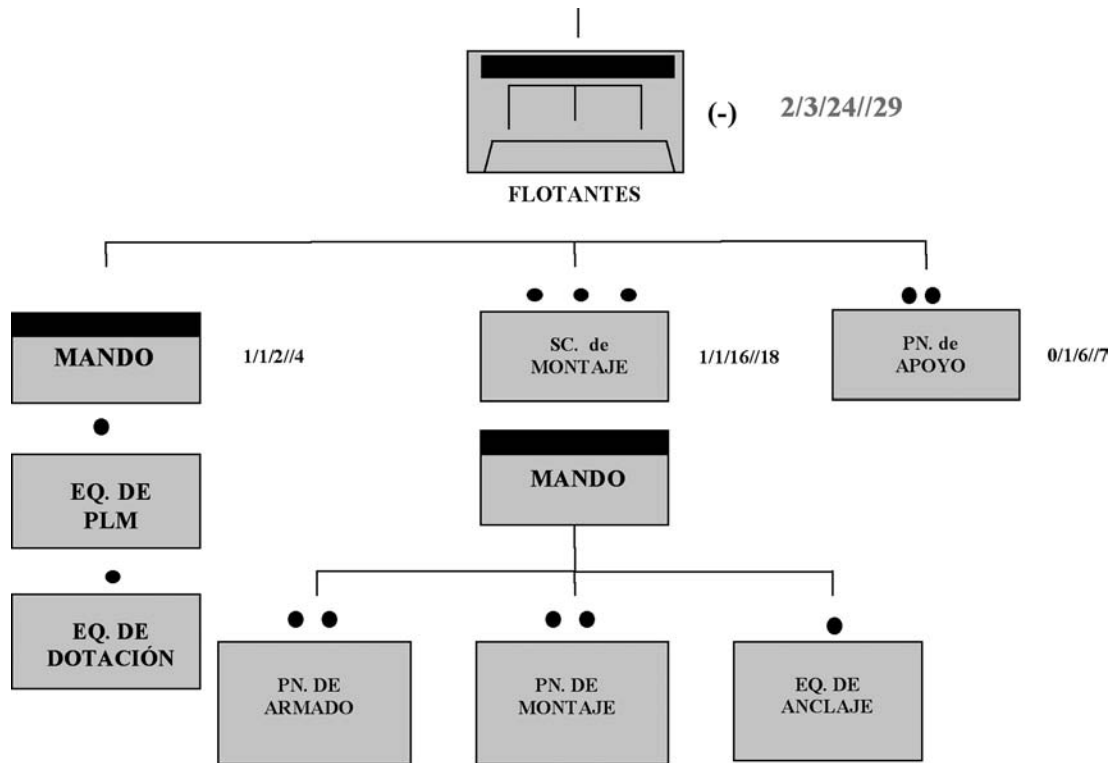 (-) 2/3/24//29
FLOTANTES
MANDO
1/1/2//4
SC. de
MONTAJE
1/1/16//18
PN. de
APOYO
0/1/6//7
EQ. DE
PLM
EQ. DE
DOTACIÓN
MANDO
PN. DE
ARMADO
PN. DE
MONTAJE
EQ. DE
ANCLAJE